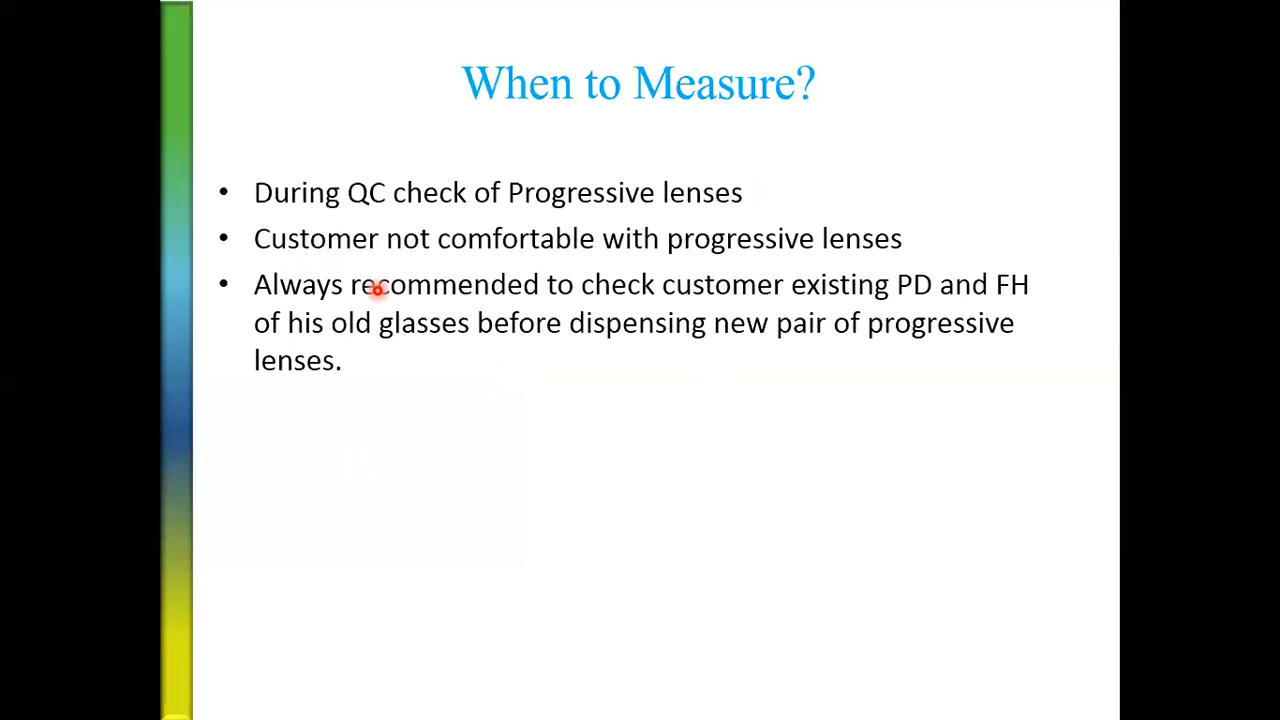 When to Measure?
• During QC check of Progressive lenses
• Customer not comfortable with progressive lenses
• Always recommended to check customer existing PD and FH
of his old glasses before dispensing new pair of progressive
lenses.